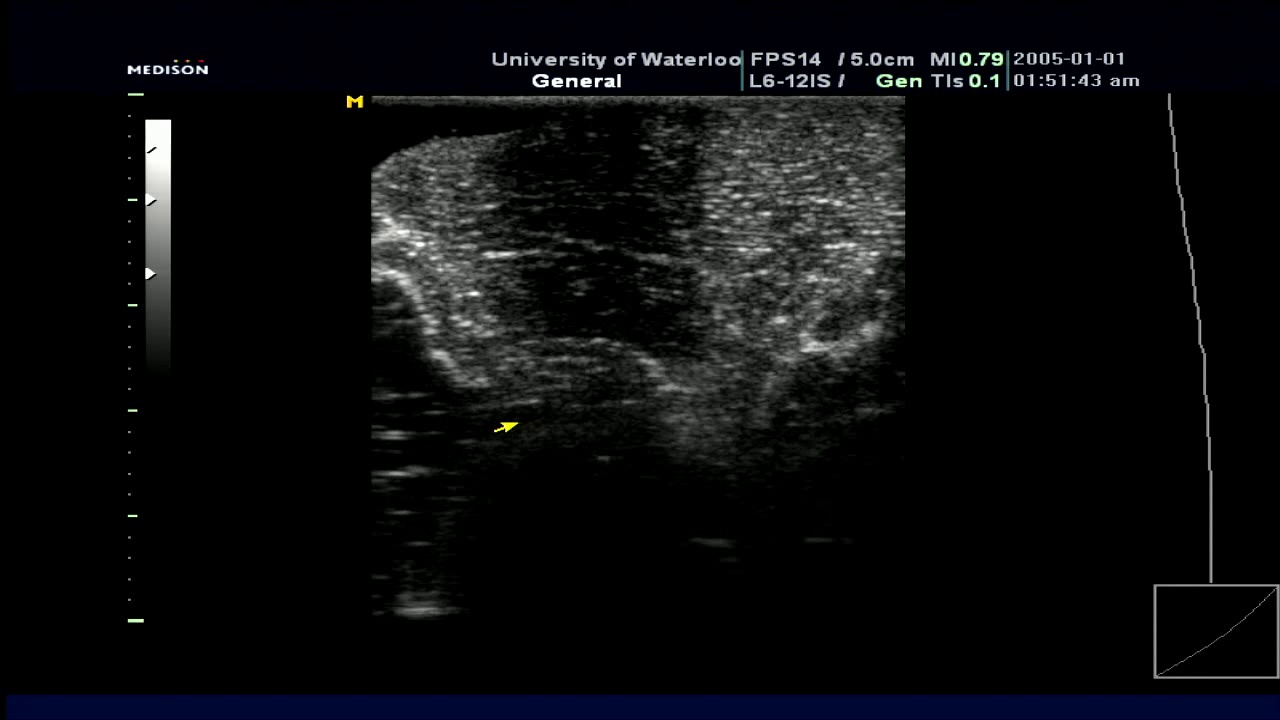 MEDISON
University of Waterloo FPS14 / 5.0cm MI0.79 2005-01-01
General L6-12IS / Gen TIs 0.1 01:51:43 am
M